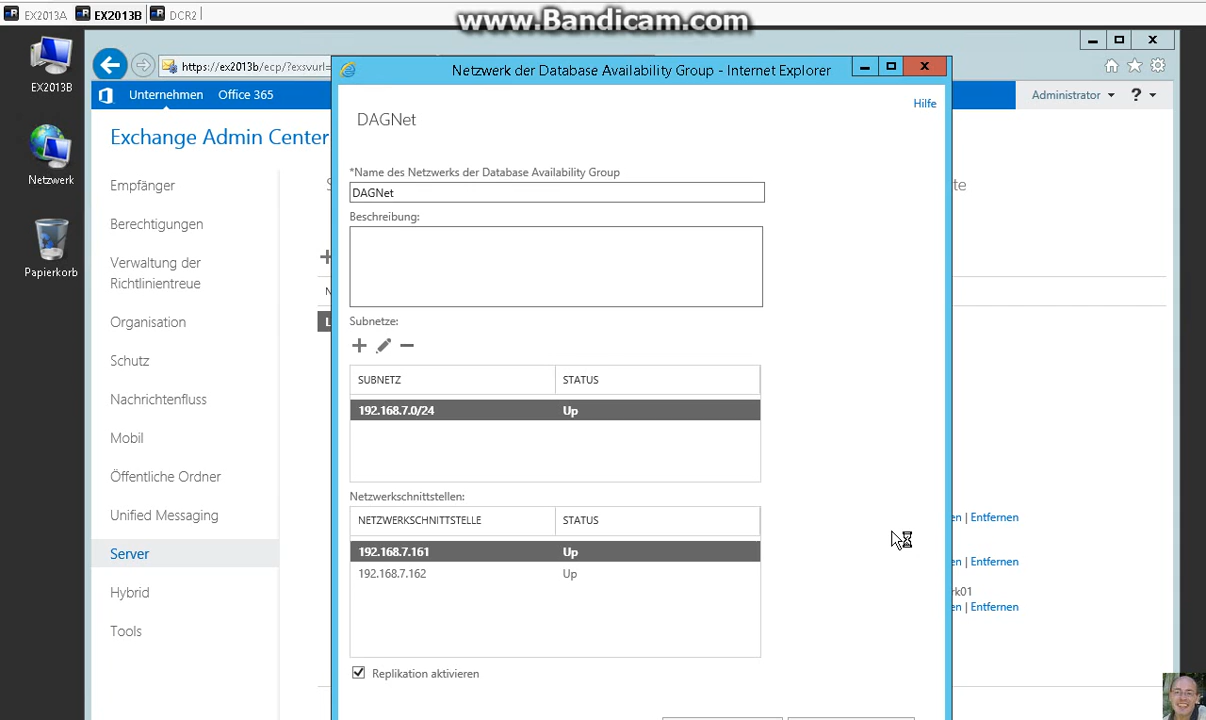 EX2013A EX2013B DCR2
www.Bandicam.com
EX2013B
Netzwerk
Papierkorb
Netzwerk der Database Availability Group - Internet Explorer
https://ex2013b/ecp/?exsvurl=
Unternehmen Office 365
Administrator ?
Exchange Admin Center
Empfänger
Berechtigungen
Verwaltung der
Richtlinientreue
Organisation
Schutz
Nachrichtenfluss
Mobil
Öffentliche Ordner
Unified Messaging
Server
Hybrid
Tools
Hilfe
DAGNet
*Name des Netzwerks der Database Availability Group
DAGNet
Beschreibung:
Subnetze:
SUBNETZ STATUS
192.168.7.0/24 Up
Netzwerkschnittstellen:
NETZWERKSCHNITTSTELLE STATUS
192.168.7.161 Up
192.168.7.162 Up
Replikation aktivieren
en | Entfernen
en | Entfernen
rk01
en | Entfernen